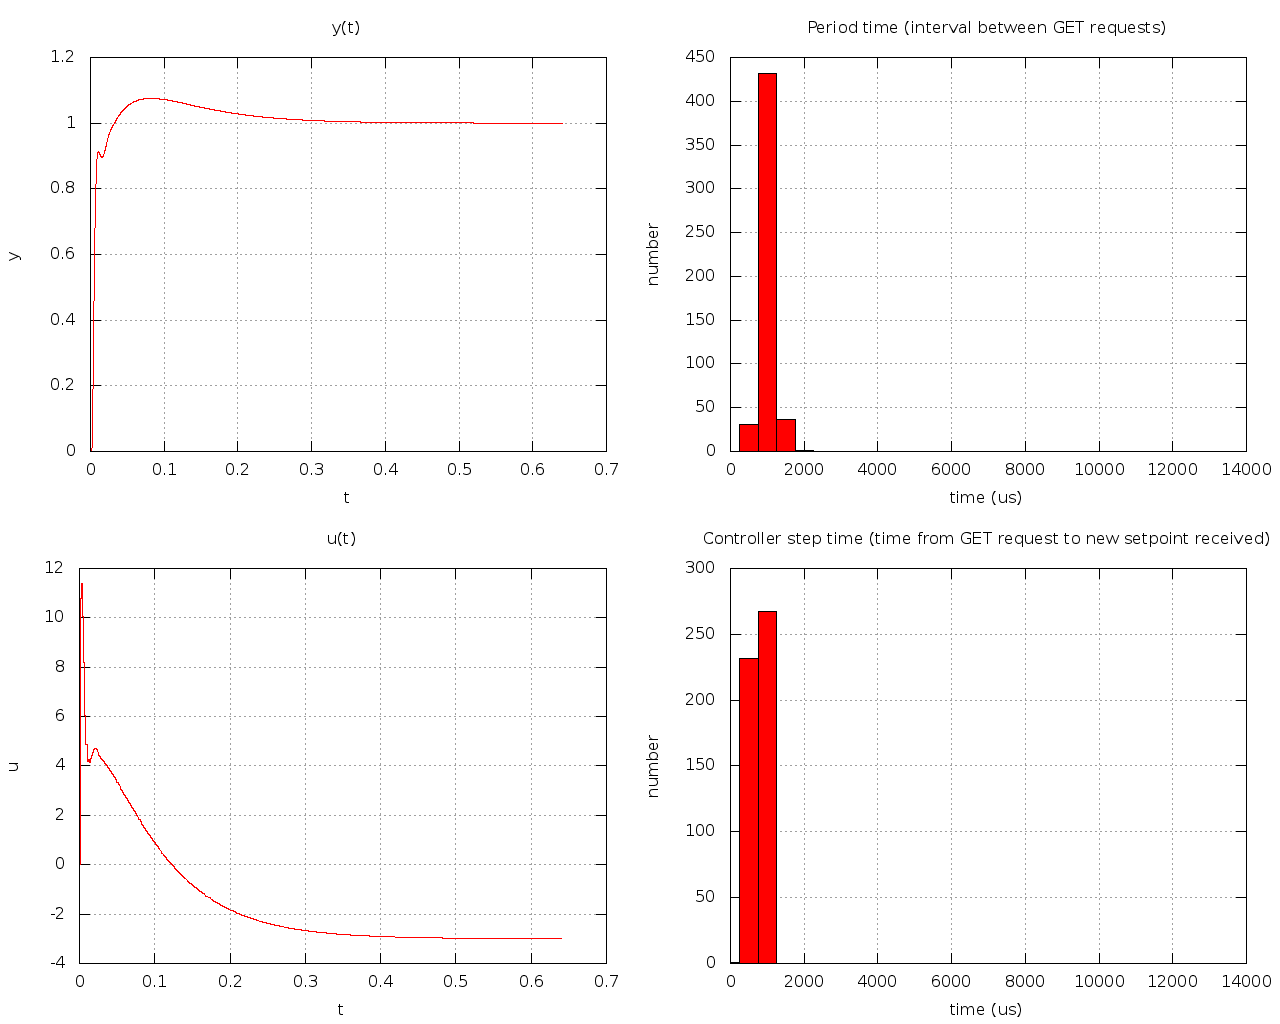 y(t)
1.2
1
0.8
0.6
0.4
0.2
0
y
0 0.1 0.2 0.3 0.4 0.5 0.6 0.7
t
Period time (interval between GET requests)
450
400
350
300
250
200
150
100
50
0
number
0 2000 4000 6000 8000 10000 12000 14000
time (us)
u(t)
12
10
8
6
4
2
0
-2
-4
u
0 0.1 0.2 0.3 0.4 0.5 0.6 0.7
t
Controller step time (time from GET request to new setpoint received)
300
250
200
150
100
50
0
number
0 2000 4000 6000 8000 10000 12000 14000
time (us)